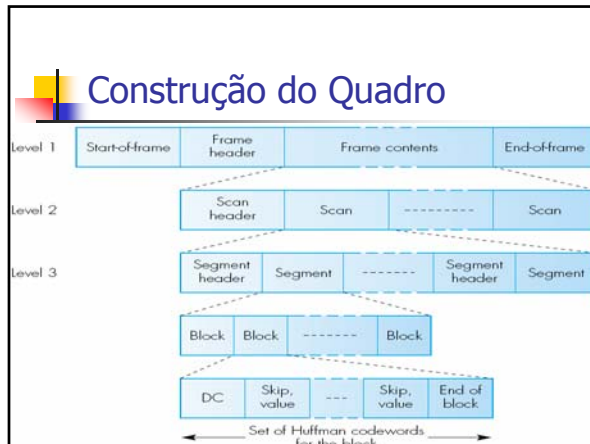 Construção do Quadro
Level 1 Start-of-frame Frame header Frame contents End-of-frame
Level 2 Scan header Scan Scan
Level 3 Segment header Segment Segment header Segment
Block Block Block
DC Skip, value Skip, value End of block
Set of Huffman codewords
for the block